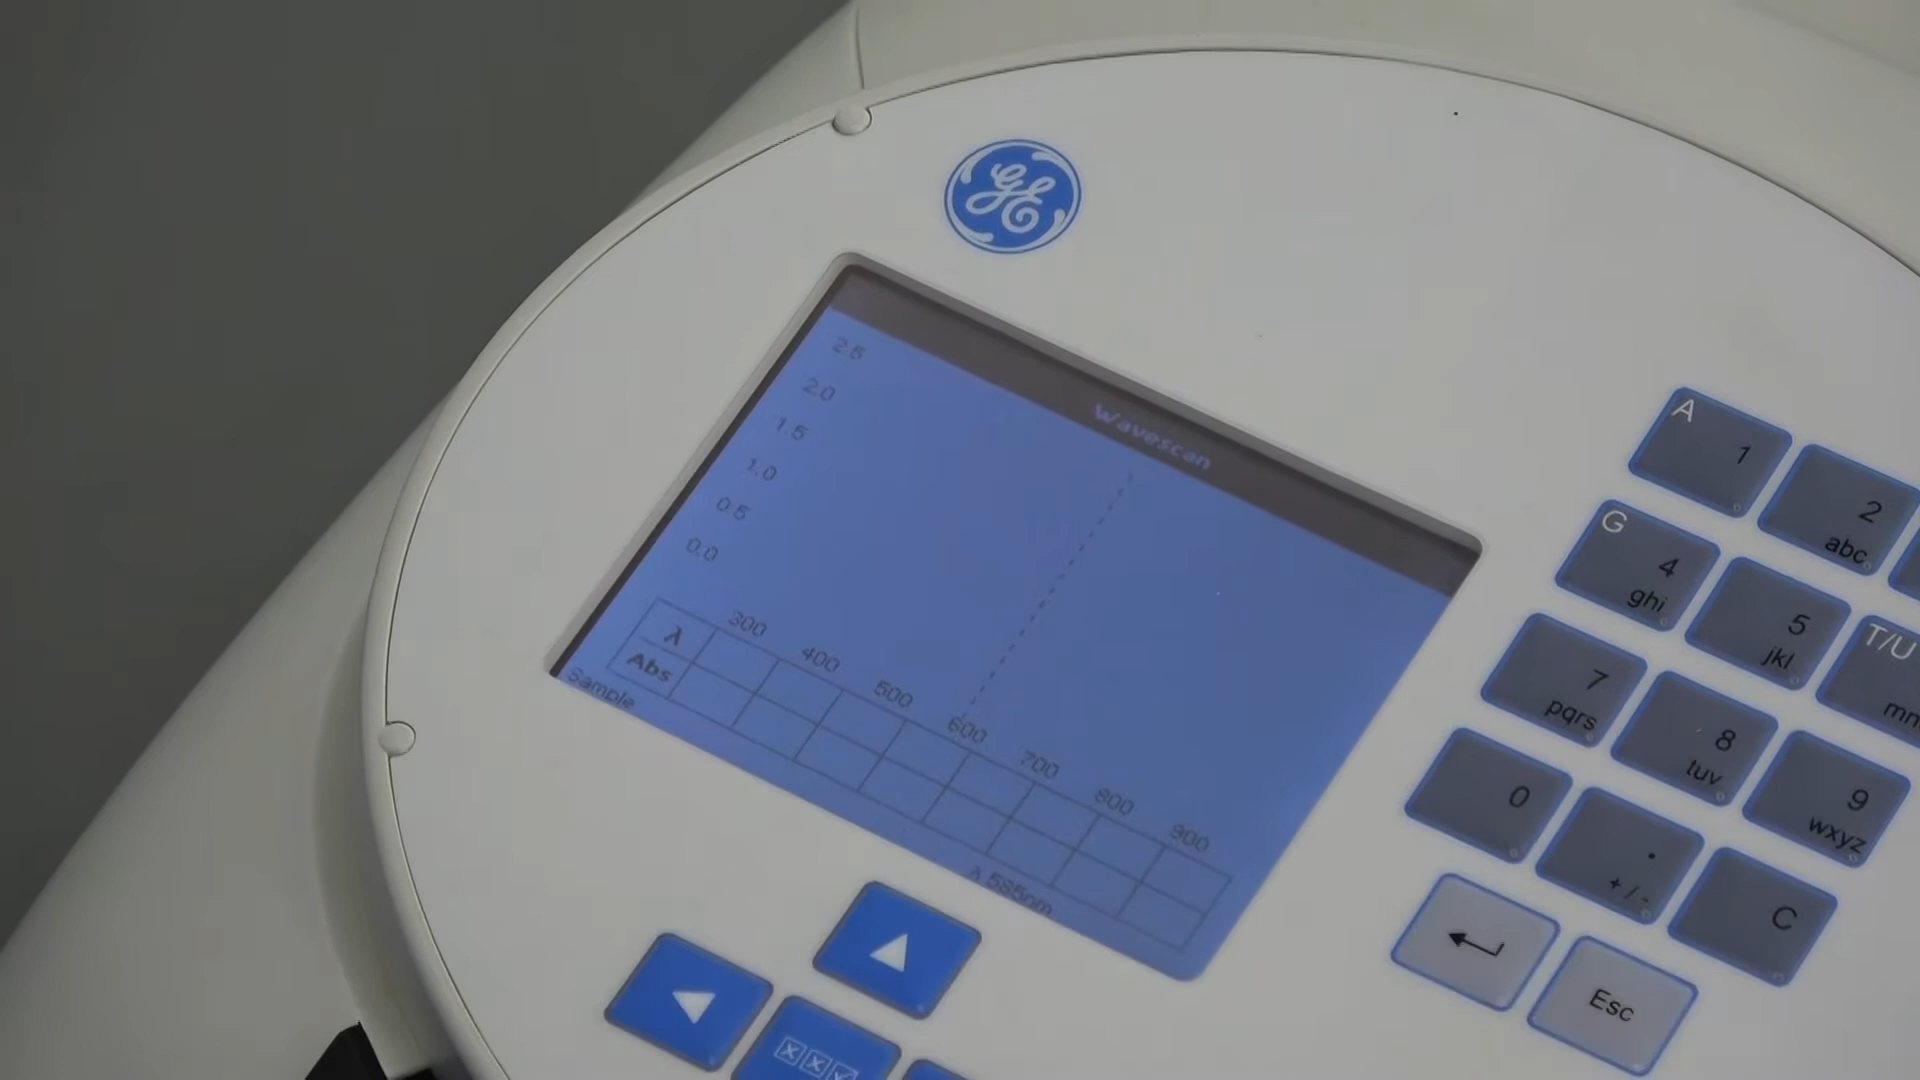 GE
Wavescan
2.5
2.0
1.5
1.0
0.5
0.0
300 400 500 600 700 800 900
λ
Abs
Sample
λ 585nm
A 1
2 abc
G 4 ghi
5 jkl
T/U
7 pqrs
8 tuv
9 wxyz
0
. +/-
C
Esc